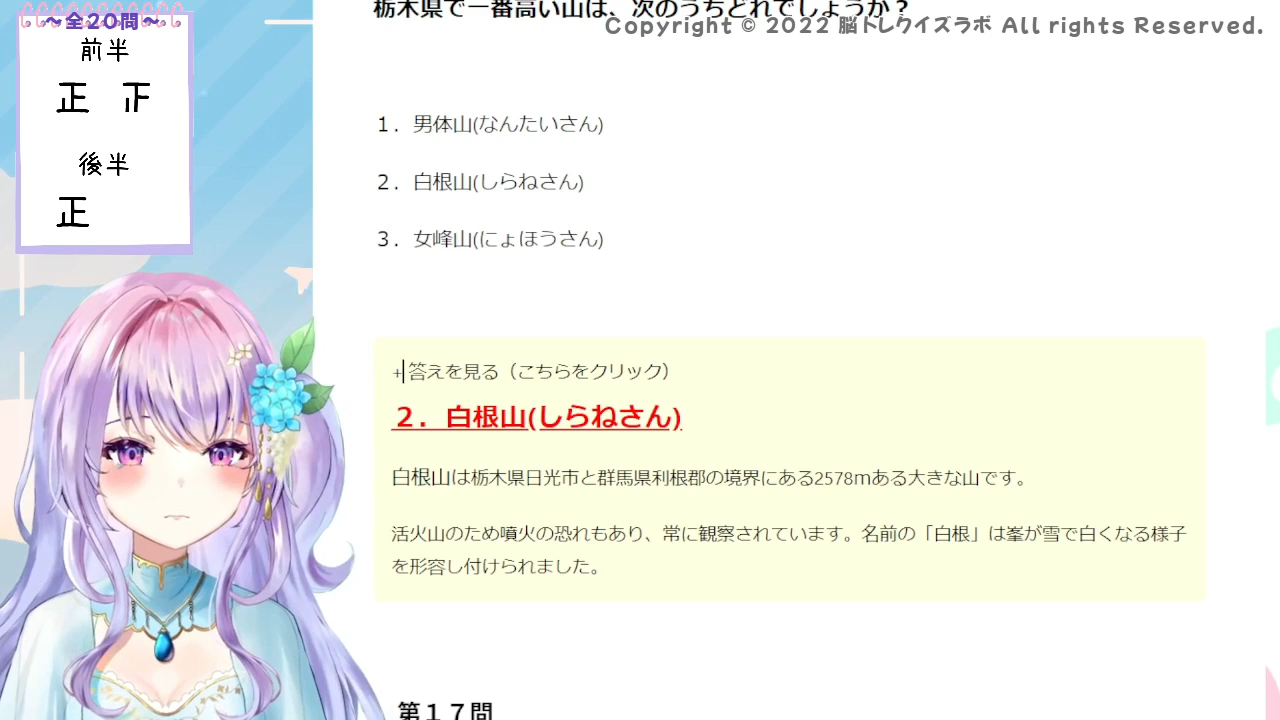 ～全20問～
前半
正 正
後半
正
栃木県で一番高い山は、次のうちどれでしょうか？
Copyright © 2022 脳トレクイズラボ All rights Reserved.
１．男体山(なんたいさん)
２．白根山(しらねさん)
３．女峰山(にょほうさん)
+答えを見る（こちらをクリック）
２．白根山(しらねさん)
白根山は栃木県日光市と群馬県利根郡の境界にある2578mある大きな山です。
活火山のため噴火の恐れもあり、常に観察されています。名前の「白根」は峯が雪で白くなる様子
を形容し付けられました。
第１７問